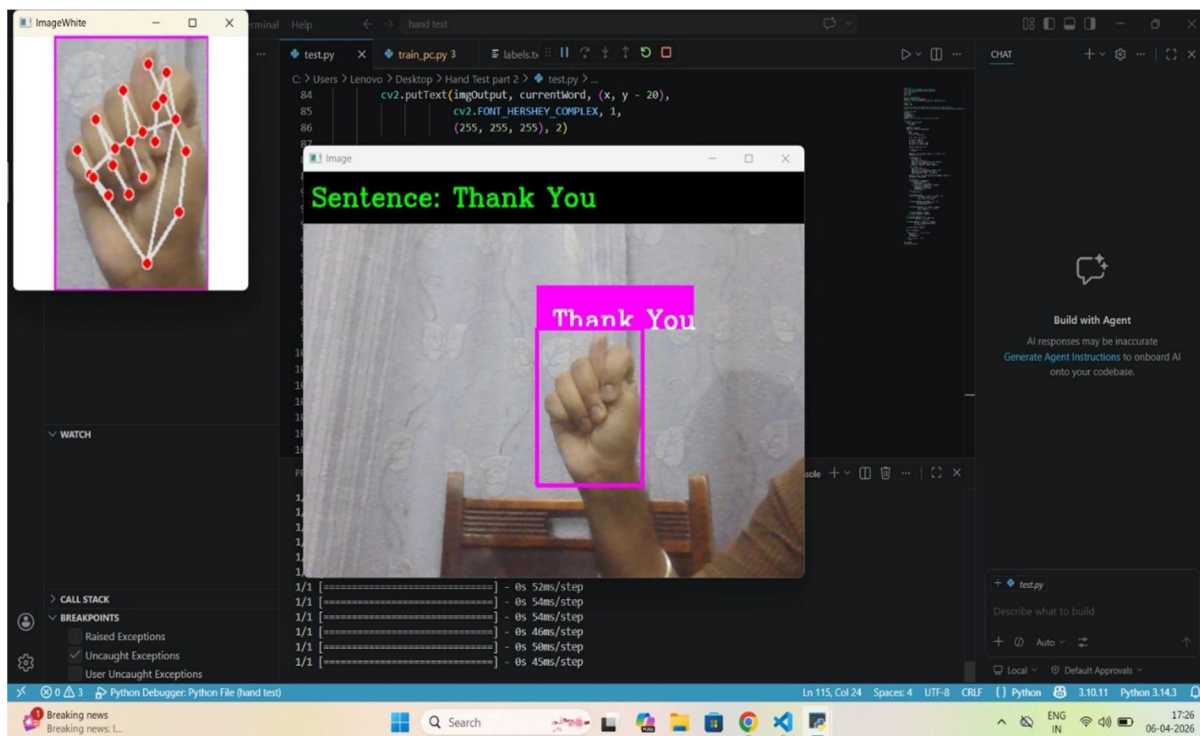 ImageWhite
Terminal Help
hand test
test.py
train_pc.py 3
labels.tx
C: > Users > Lenovo > Desktop > Hand Test part 2 > test.py > ...
84 cv2.putText(imgOutput, currentWord, (x, y - 20),
85 cv2.FONT_HERSHEY_COMPLEX, 1,
86 (255, 255, 255), 2)
87
Image
Sentence: Thank You
Thank You
CHAT
Build with Agent
AI responses may be inaccurate
Generate Agent Instructions to onboard AI
onto your codebase.
WATCH
CALL STACK
BREAKPOINTS
Raised Exceptions
Uncaught Exceptions
User Uncaught Exceptions
1/1 [==============================] - 0s 52ms/step
1/1 [==============================] - 0s 54ms/step
1/1 [==============================] - 0s 54ms/step
1/1 [==============================] - 0s 46ms/step
1/1 [==============================] - 0s 50ms/step
1/1 [==============================] - 0s 45ms/step
+ test.py
Describe what to build
Auto
Local Default Approvals
0 3 Python Debugger: Python File (hand test)
Ln 115, Col 24 Spaces: 4 UTF-8 CRLF { } Python 3.10.11 Python 3.14.3
1
Breaking news
Breaking news: I...
Search
ENG
IN
17:26
06-04-2026